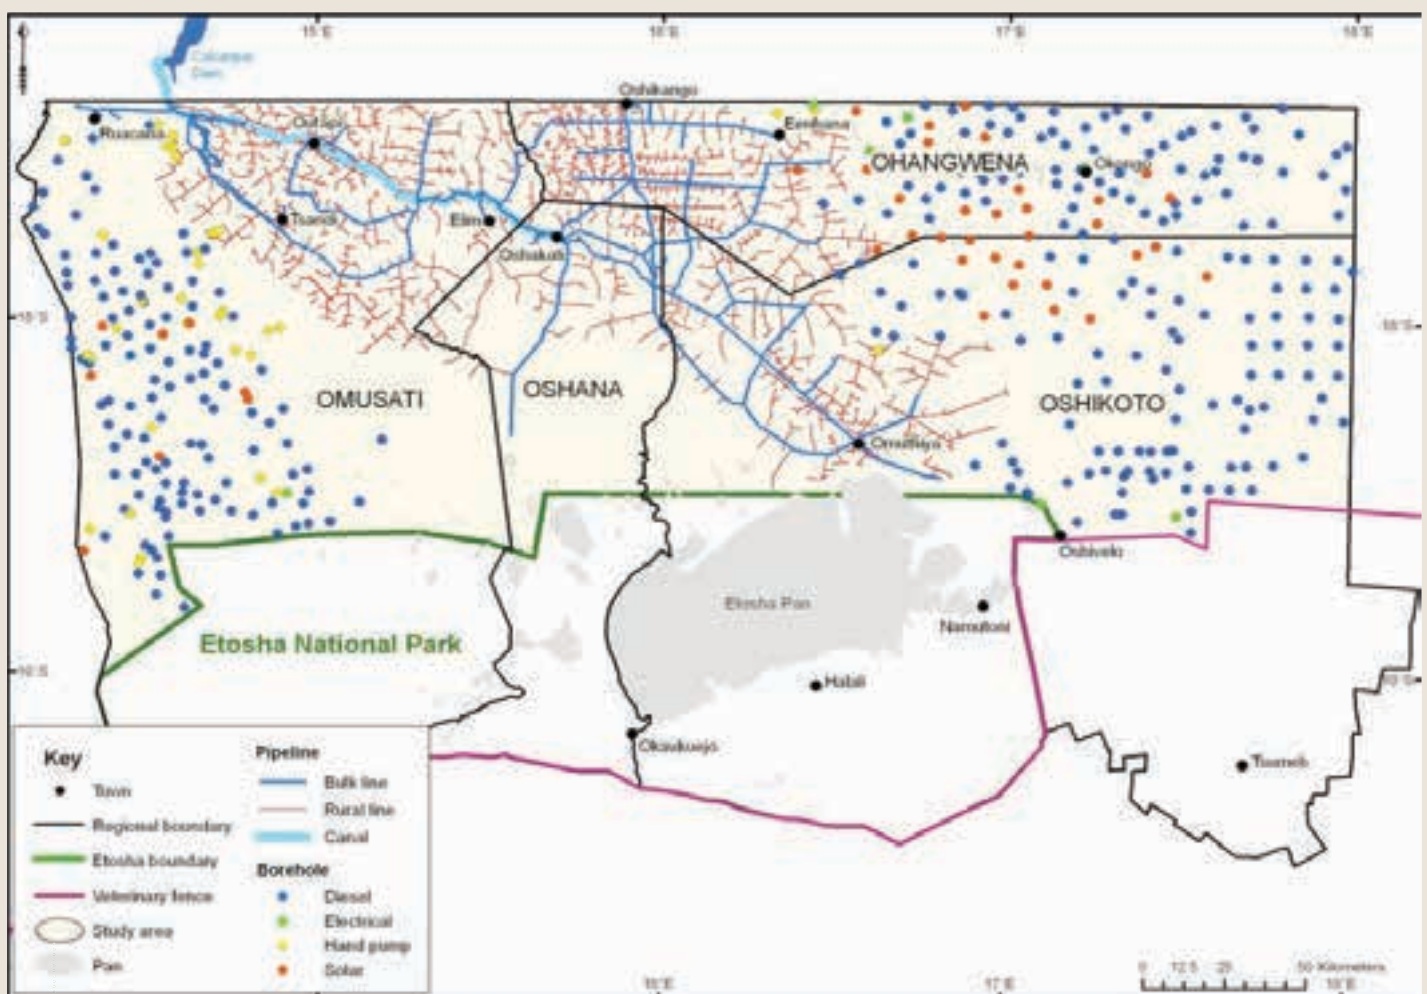 15°E
16°E
17°E
18°E
Calueque
Dam
Oshikango
Ruacana
Outapi
Eenhana
OHANGWENA
Okongo
Tsandi
Elim
Oshakati
OMUSATI
OSHANA
OSHIKOTO
Omuthiya
Oshivelo
Etosha Pan
Namutoni
Etosha National Park
Halali
Okaukuejo
Tsumeb
Key
Town
Regional boundary
Etosha boundary
Veterinary fence
Study area
Pan
Pipeline
Bulk line
Rural line
Canal
Borehole
Diesel
Electrical
Hand pump
Solar
16°E
17°E
18°E
0 12.5 25 50 Kilometers